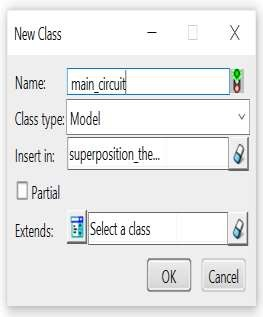 New Class
Name: main_circuit
Class type: Model
Insert in: superposition_the...
Partial
Extends: Select a class
OK Cancel